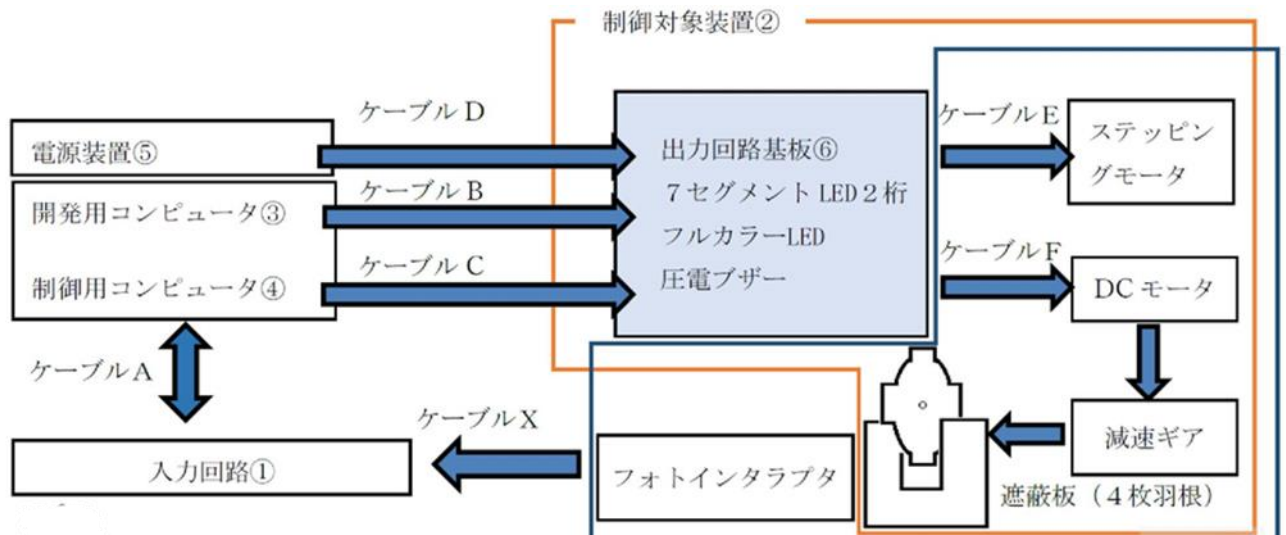 制御対象装置②
ケーブルD
ケーブルE
電源装置⑤
出力回路基板⑥
ステッピン
グモータ
ケーブルB
7セグメントLED2桁
開発用コンピュータ③
フルカラーLED
ケーブルC
ケーブルF
制御用コンピュータ④
圧電ブザー
DCモータ
ケーブルA
ケーブルX
減速ギア
入力回路①
フォトインタラプタ
遮蔽板（4枚羽根）